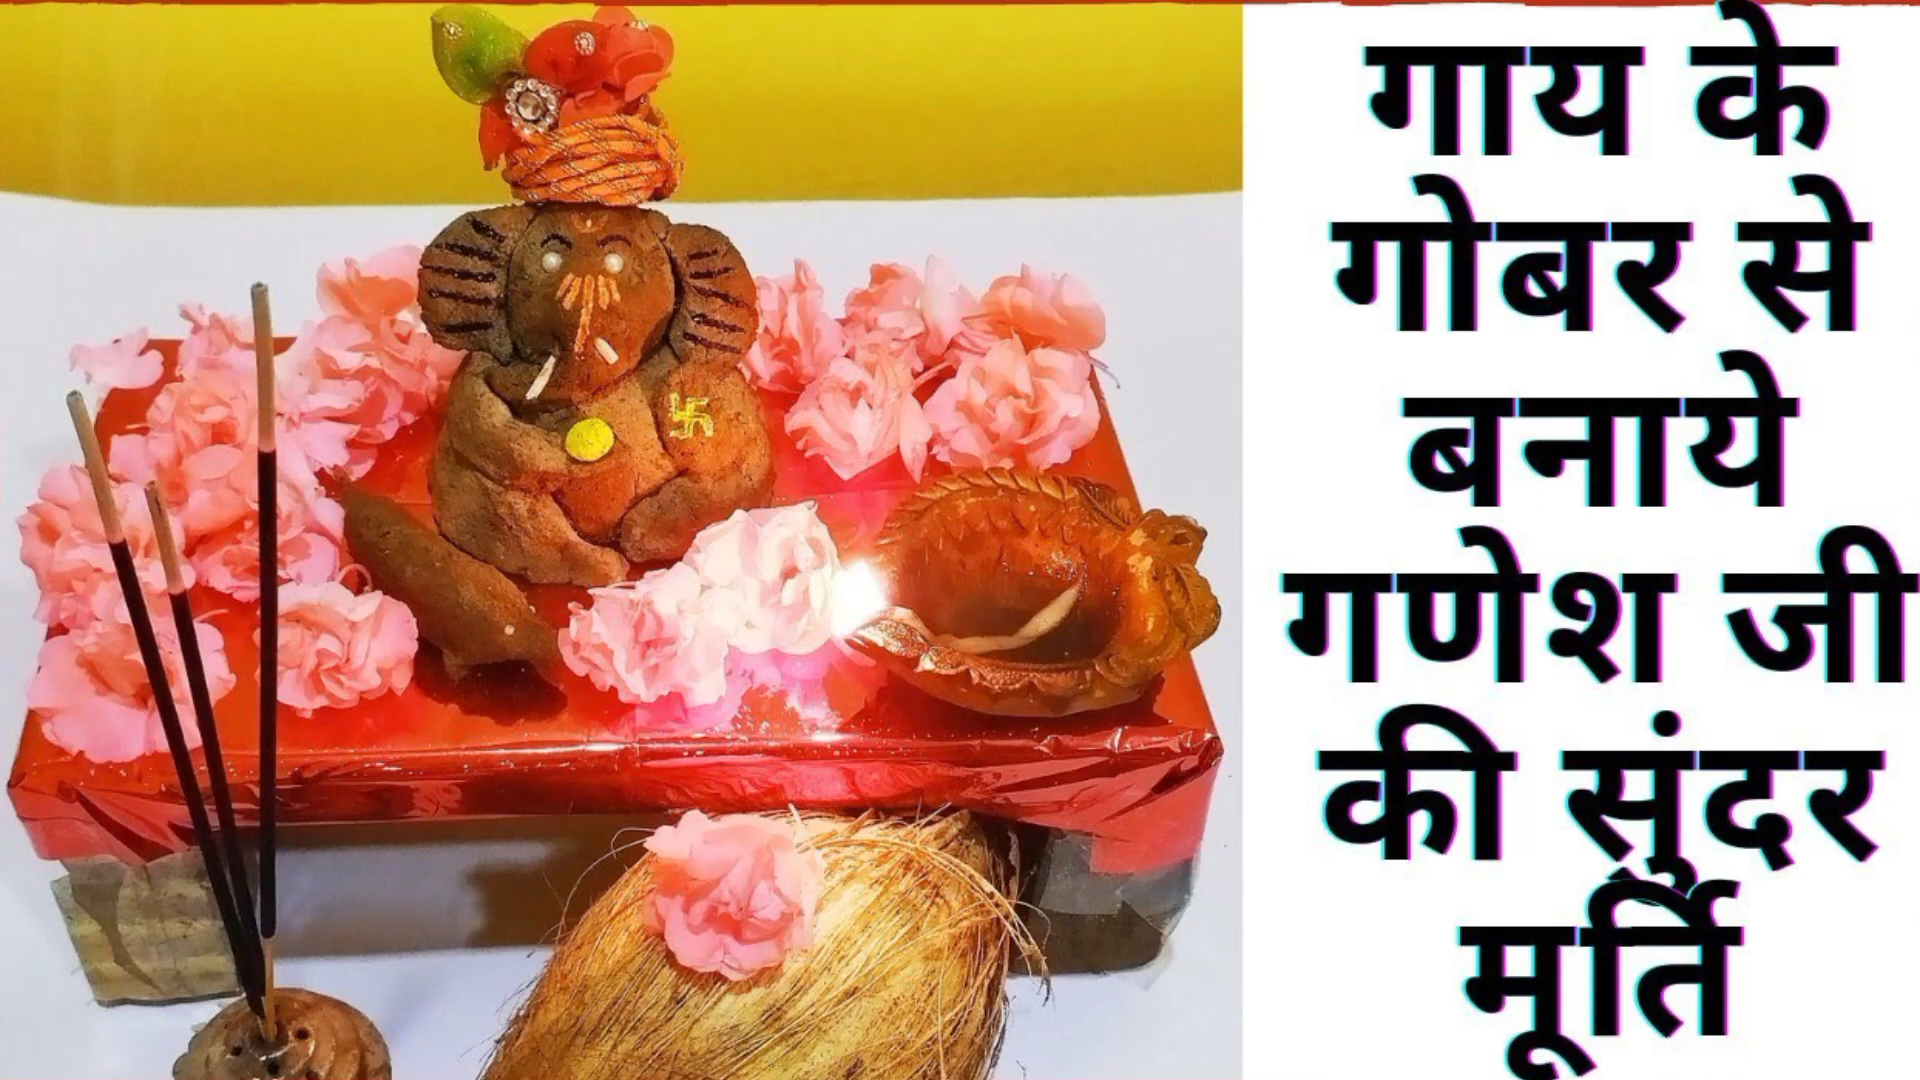 गाय के
गोबर से
बनाये
गणेश जी
की सुंदर
मूर्ति